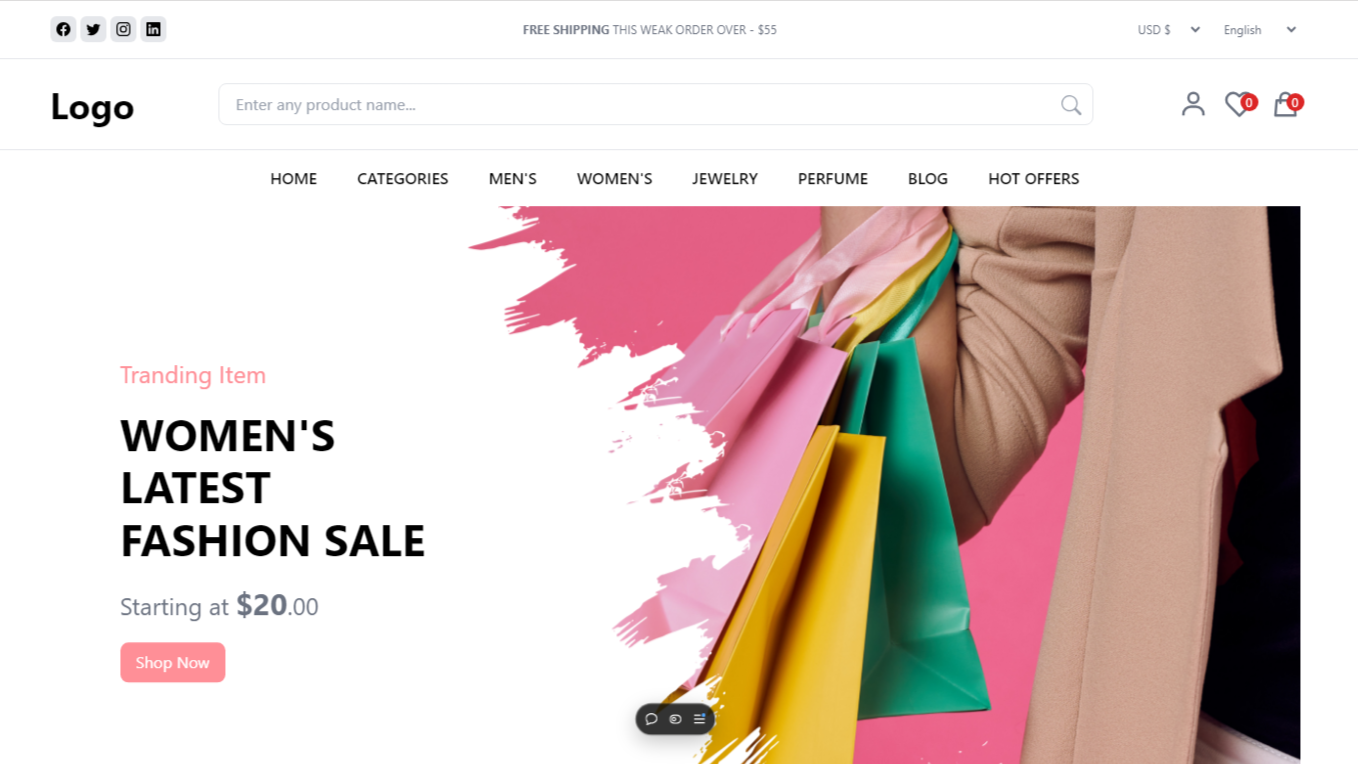 FREE SHIPPING THIS WEAK ORDER OVER - $55
USD $
English
Logo
Enter any product name...
0
0
HOME CATEGORIES MEN'S WOMEN'S JEWELRY PERFUME BLOG HOT OFFERS
Tranding Item
WOMEN'S
LATEST
FASHION SALE
Starting at $20.00
Shop Now